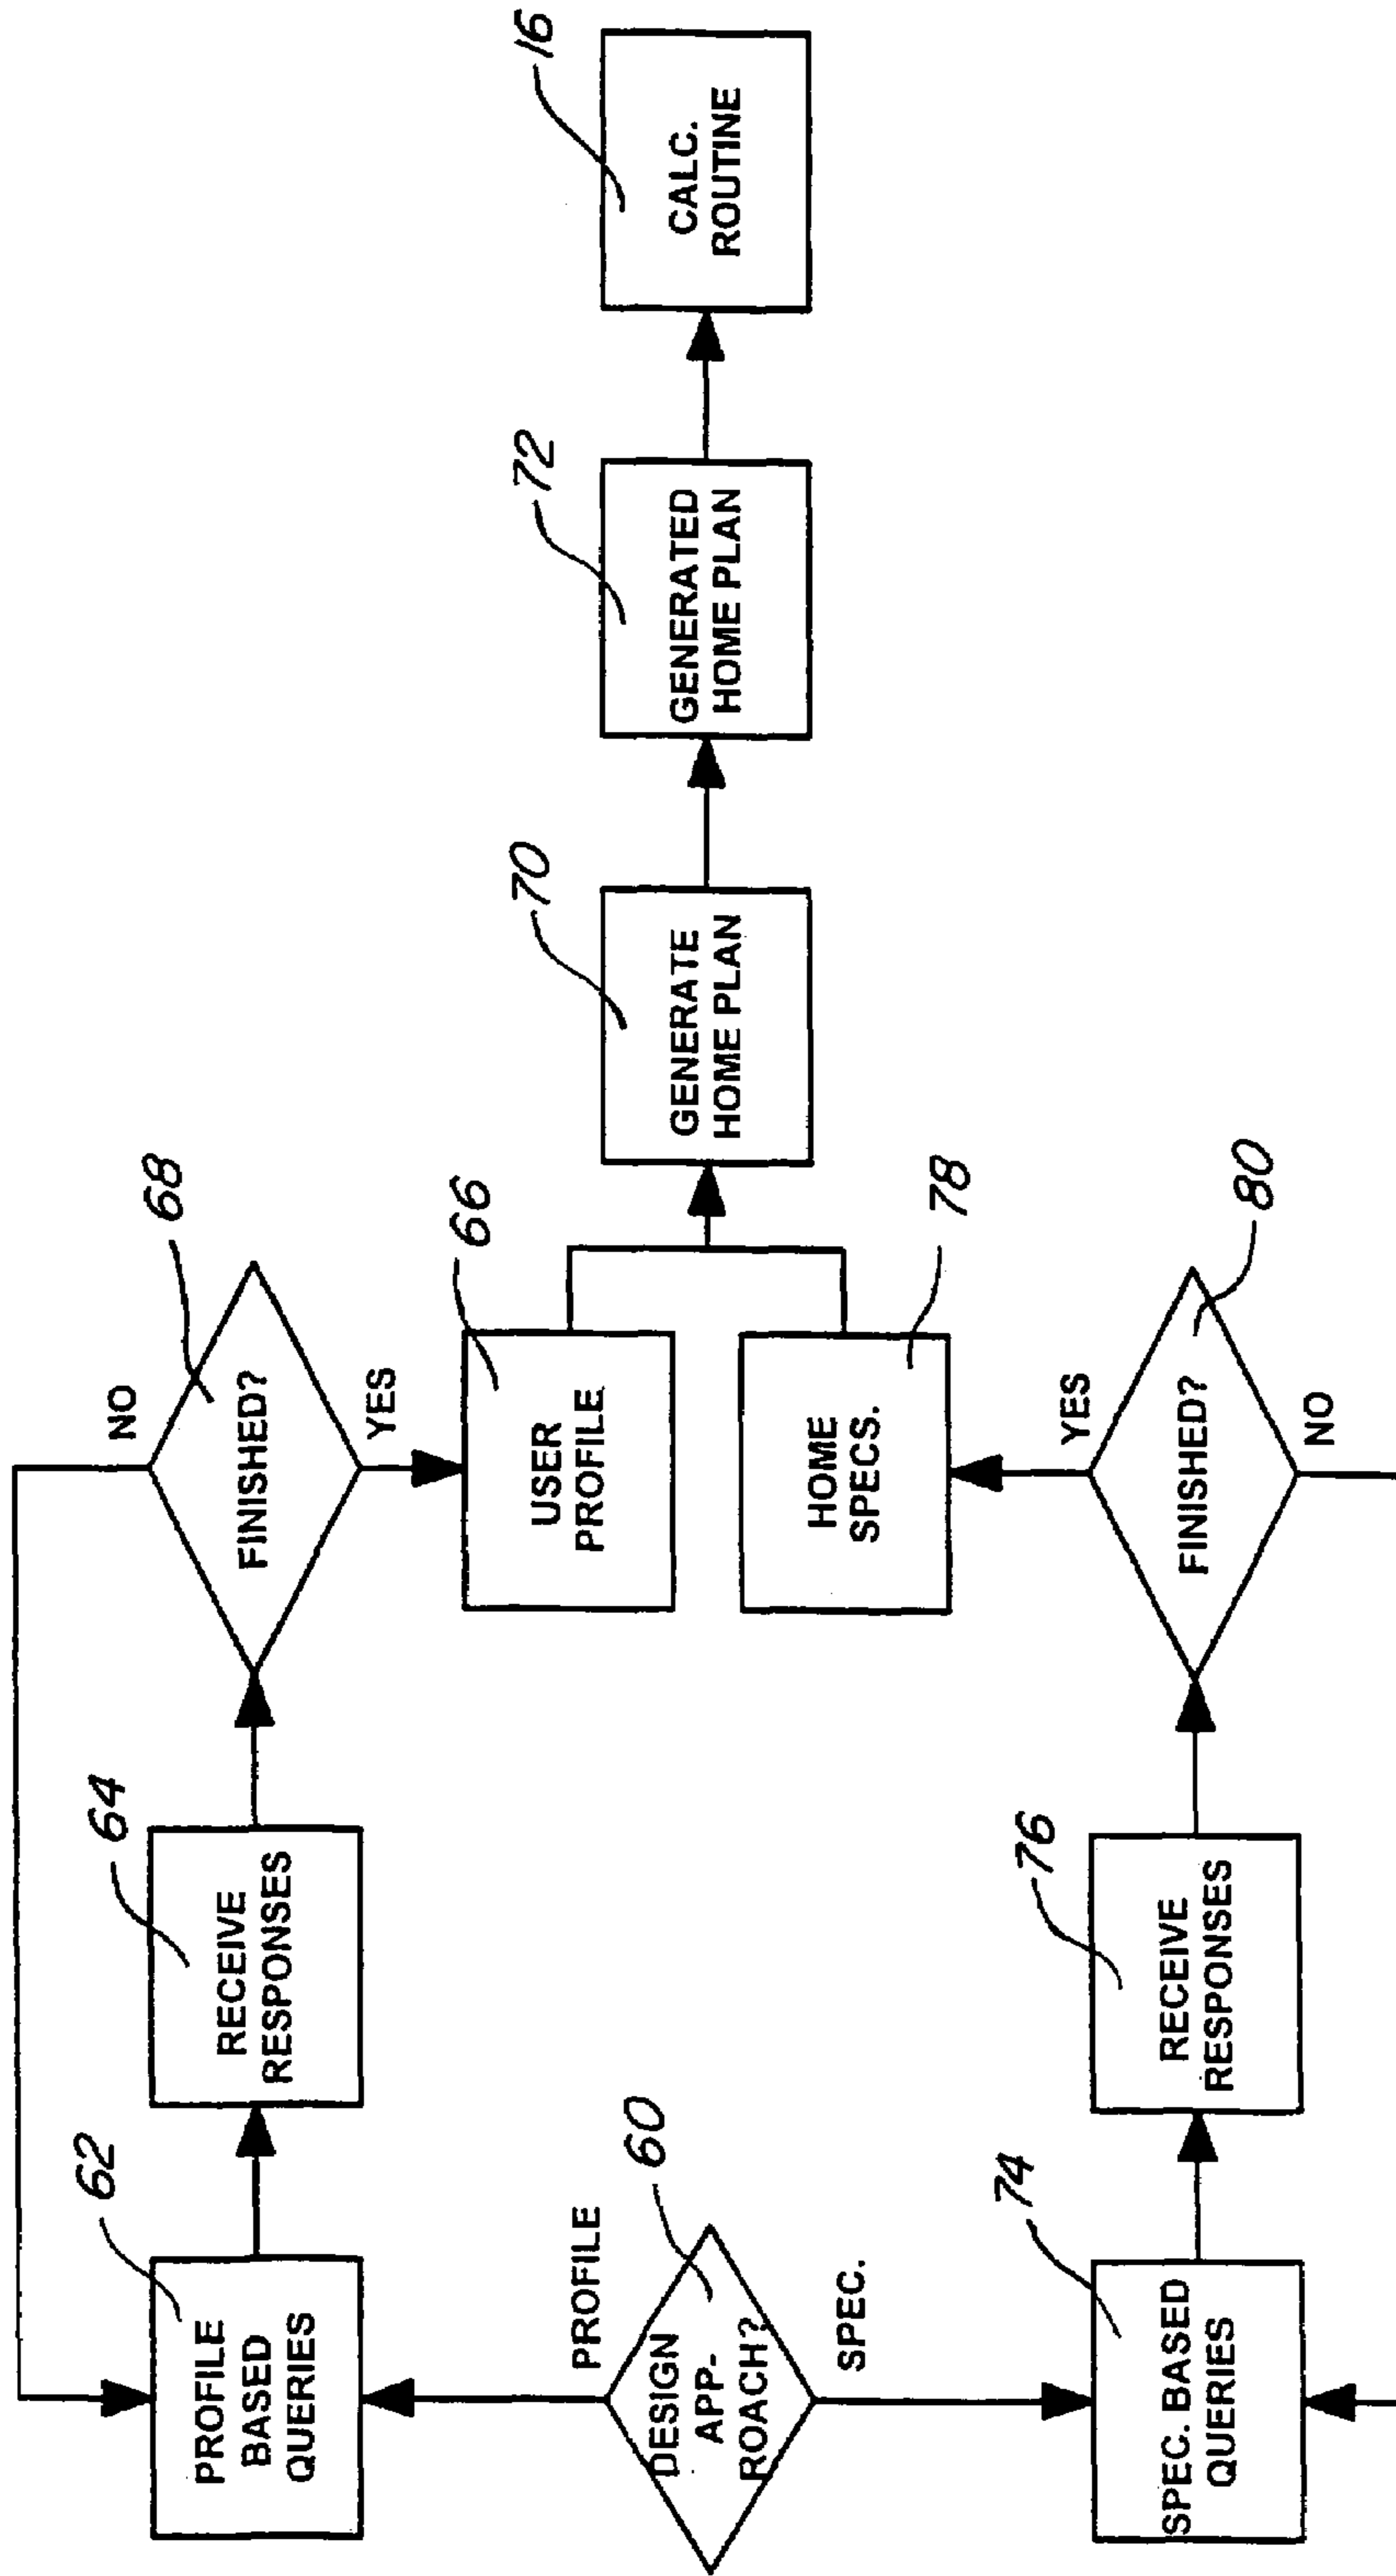 NO
68
FINISHED?
YES
62
PROFILE
BASED
QUERIES
64
RECEIVE
RESPONSES
66
USER
PROFILE
PROFILE
60
DESIGN
APP-
ROACH?
SPEC.
70
GENERATE
HOME PLAN
72
GENERATED
HOME PLAN
16
CALC.
ROUTINE
78
HOME
SPECS.
74
SPEC. BASED
QUERIES
76
RECEIVE
RESPONSES
YES
80
FINISHED?
NO